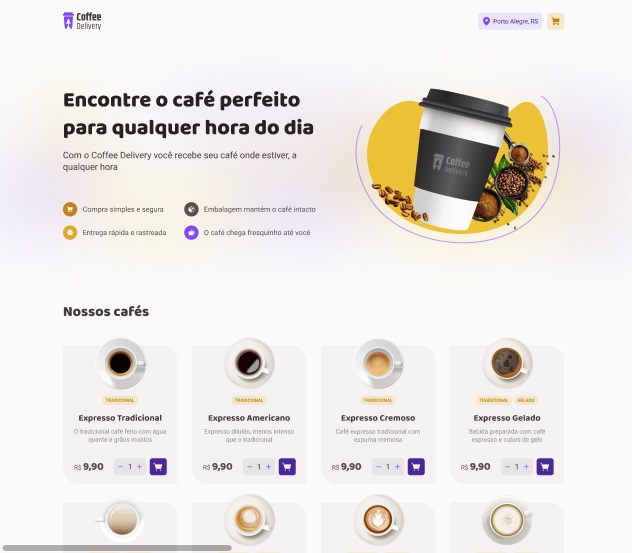 Coffee
Delivery
Porto Alegre, RS
Encontre o café perfeito
para qualquer hora do dia
Com o Coffee Delivery você recebe seu café onde estiver, a
qualquer hora
Compra simples e segura
Embalagem mantém o café intacto
Entrega rápida e rastreada
O café chega fresquinho até você
Coffee
Delivery
Nossos cafés
TRADICIONAL
Expresso Tradicional
O tradicional café feito com água
quente e grãos moídos
R$ 9,90
1
TRADICIONAL
Expresso Americano
Expresso diluído, menos intenso
que o tradicional
R$ 9,90
1
TRADICIONAL
Expresso Cremoso
Café expresso tradicional com
espuma cremosa
R$ 9,90
1
TRADICIONAL GELADO
Expresso Gelado
Bebida preparada com café
expresso e cubos de gelo
R$ 9,90
1